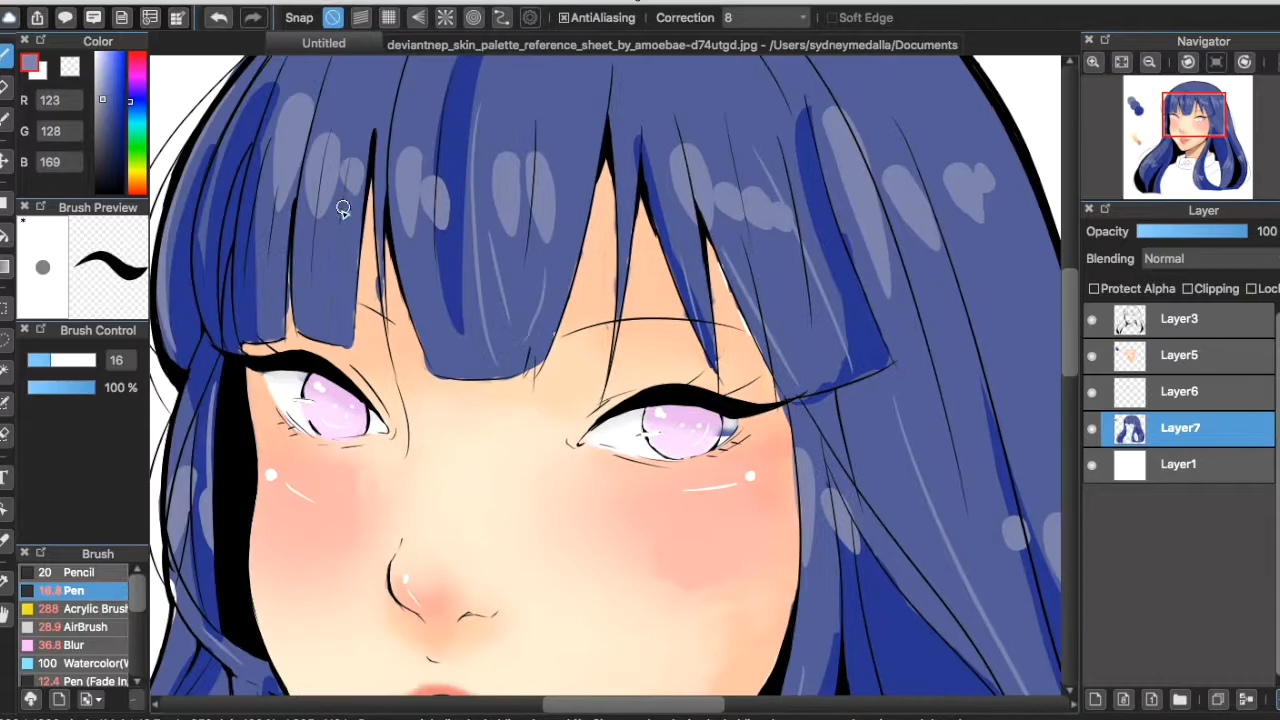 Snap AntiAliasing Correction 8 Soft Edge
Color
Untitled
deviantnep_skin_palette_reference_sheet_by_amoebae-d74utgd.jpg - /Users/sydneymedalla/Documents
Navigator
R 123
G 128
B 169
Brush Preview
*
Layer
Opacity 100
Blending Normal
Protect Alpha Clipping Loc
Layer3
Brush Control
16
100 %
Layer5
Layer6
Layer7
Layer1
Brush
20 Pencil
16.8 Pen
288 Acrylic Brush
28.9 AirBrush
36.8 Blur
100 Watercolor(W
12.4 Pen (Fade In